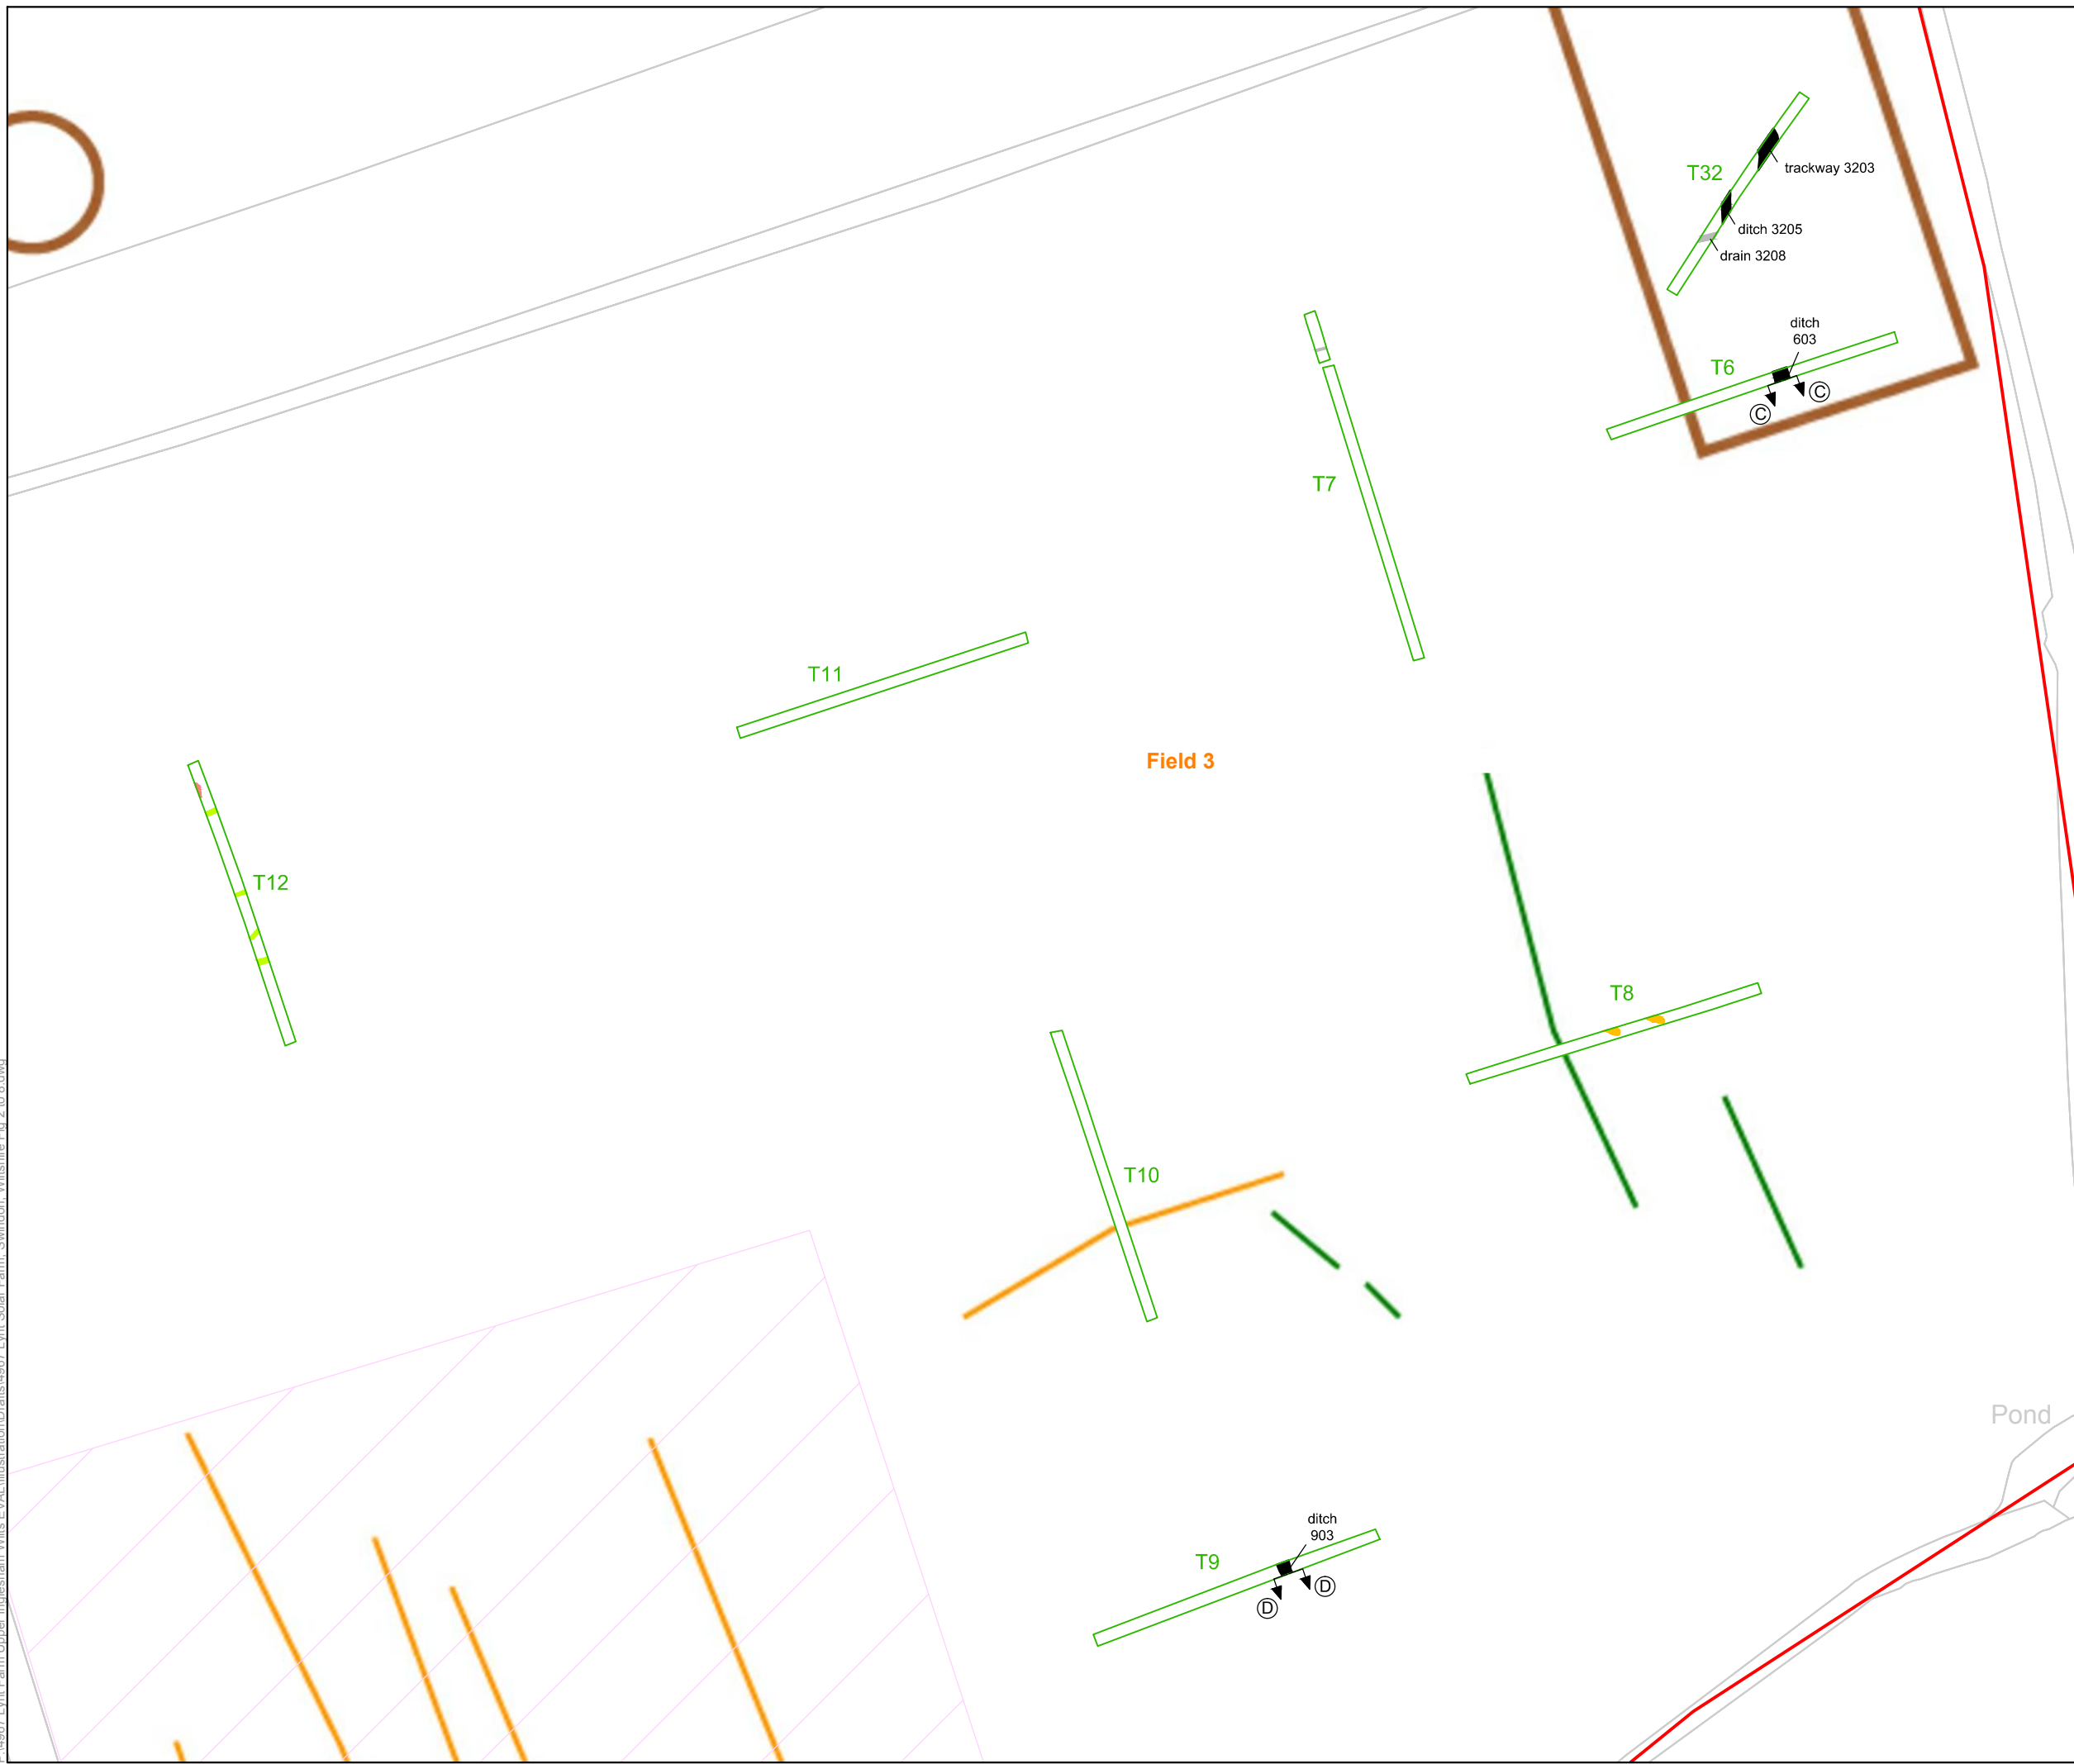 T32
trackway 3203
ditch 3205
drain 3208
ditch
603
T6
C
C
T7
T11
Field 3
T12
T8
T10
Pond
ditch
903
T9
D
D